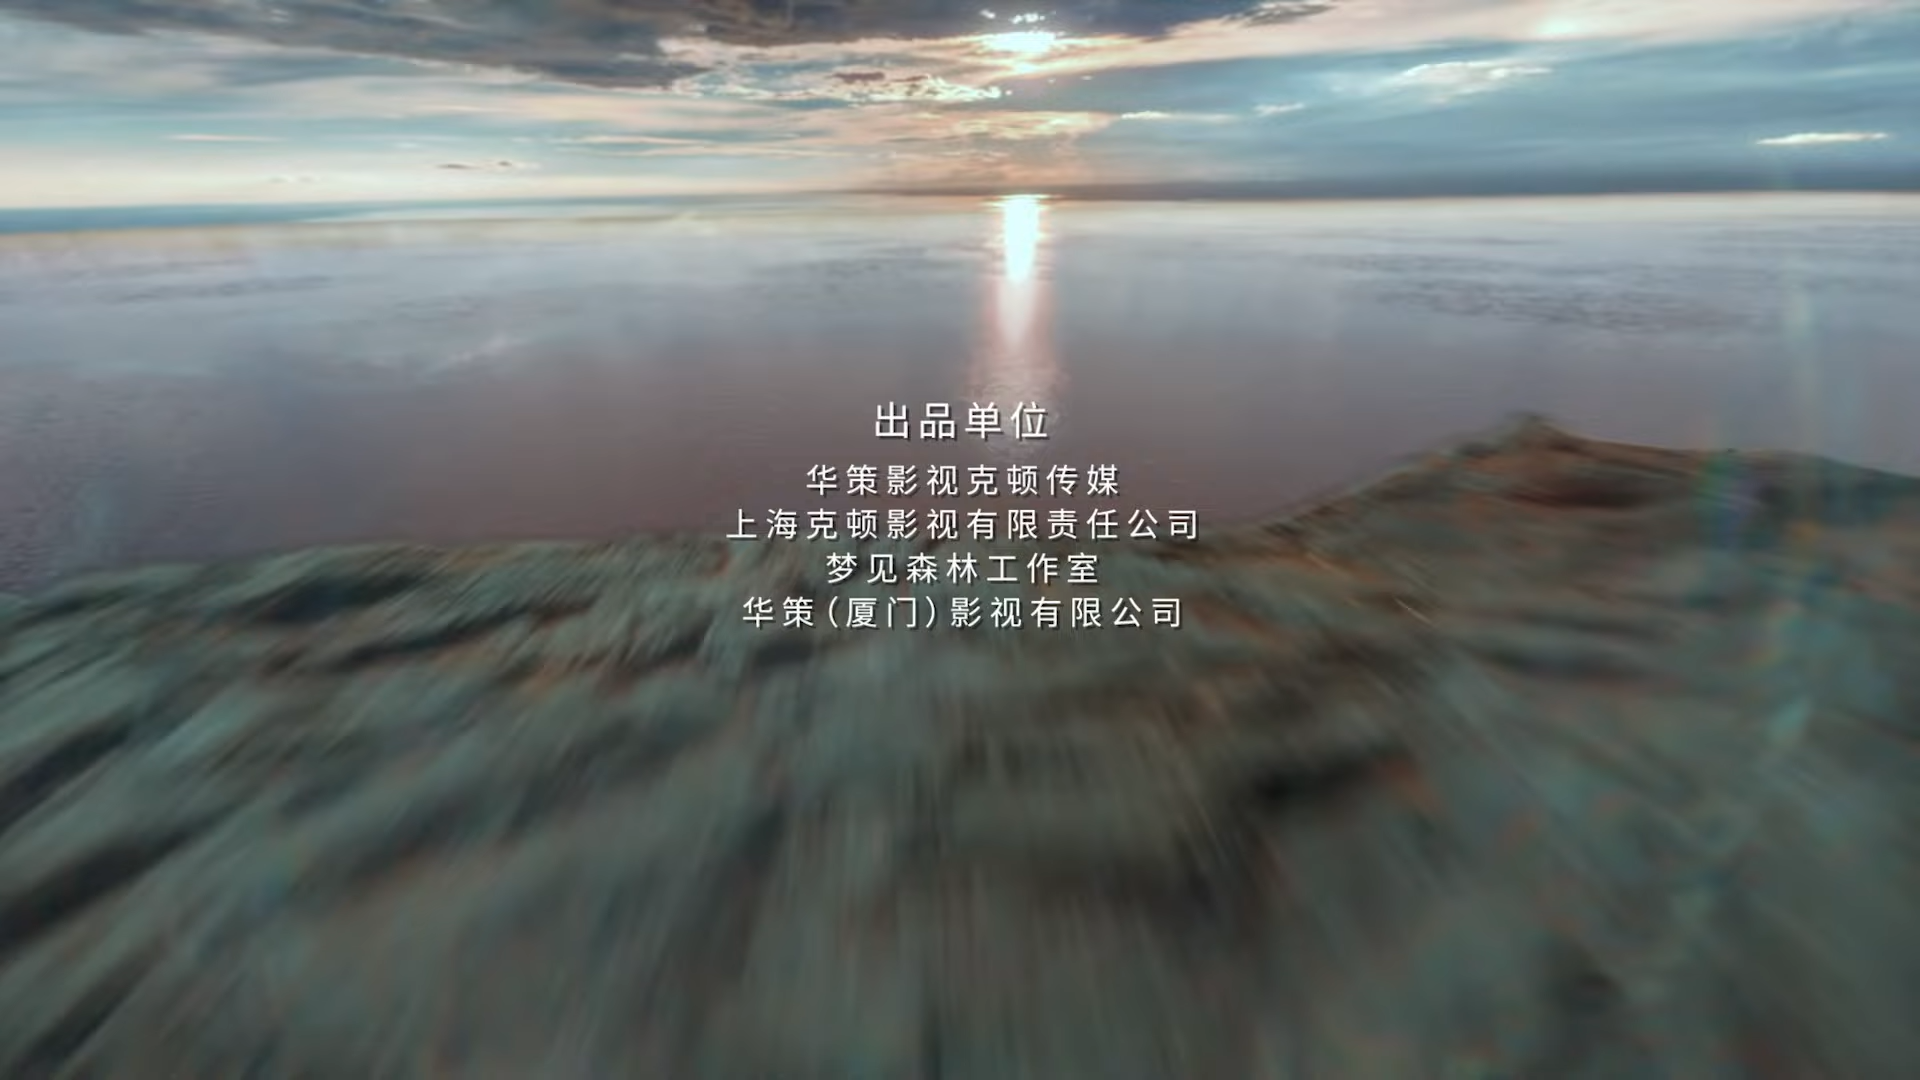 出品单位
华策影视克顿传媒
上海克顿影视有限责任公司
梦见森林工作室
华策(厦门)影视有限公司